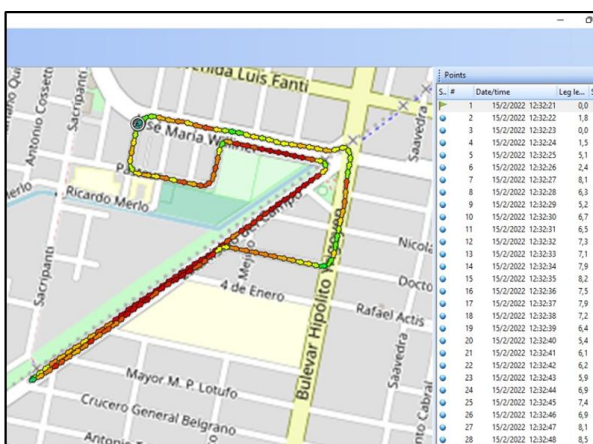 enida Luis Fanti
Antonio Cossett
Sacripanti
ose Maria Willine
Pa
Ricardo Merlo
erlo
Saavedra
Nicola
Docto
Mejico
4 de Enero
Rafael Actis
Bulevar Hipólito Yrigoyen
Sacripanti
Mayor M. P. Lotufo
Crucero General Belgrano
Antonio
Saavedra
nto Cabral
Points
S.. # Date/time Leg le... S
1 15/2/2022 12:32:21 0,0
2 15/2/2022 12:32:22 1,8
3 15/2/2022 12:32:23 0,0
4 15/2/2022 12:32:24 1,5
5 15/2/2022 12:32:25 5,1
6 15/2/2022 12:32:26 2,4
7 15/2/2022 12:32:27 8,1
8 15/2/2022 12:32:28 6,3
9 15/2/2022 12:32:29 5,2
10 15/2/2022 12:32:30 6,7
11 15/2/2022 12:32:31 6,5
12 15/2/2022 12:32:32 7,3
13 15/2/2022 12:32:33 7,1
14 15/2/2022 12:32:34 7,9
15 15/2/2022 12:32:35 8,2
16 15/2/2022 12:32:36 7,5
17 15/2/2022 12:32:37 7,9
18 15/2/2022 12:32:38 7,2
19 15/2/2022 12:32:39 6,4
20 15/2/2022 12:32:40 5,4
21 15/2/2022 12:32:41 6,1
22 15/2/2022 12:32:42 6,2
23 15/2/2022 12:32:43 5,9
24 15/2/2022 12:32:44 6,9
25 15/2/2022 12:32:45 7,4
26 15/2/2022 12:32:46 6,9
27 15/2/2022 12:32:47 8,1
28 15/2/2022 12:32:48 8,5